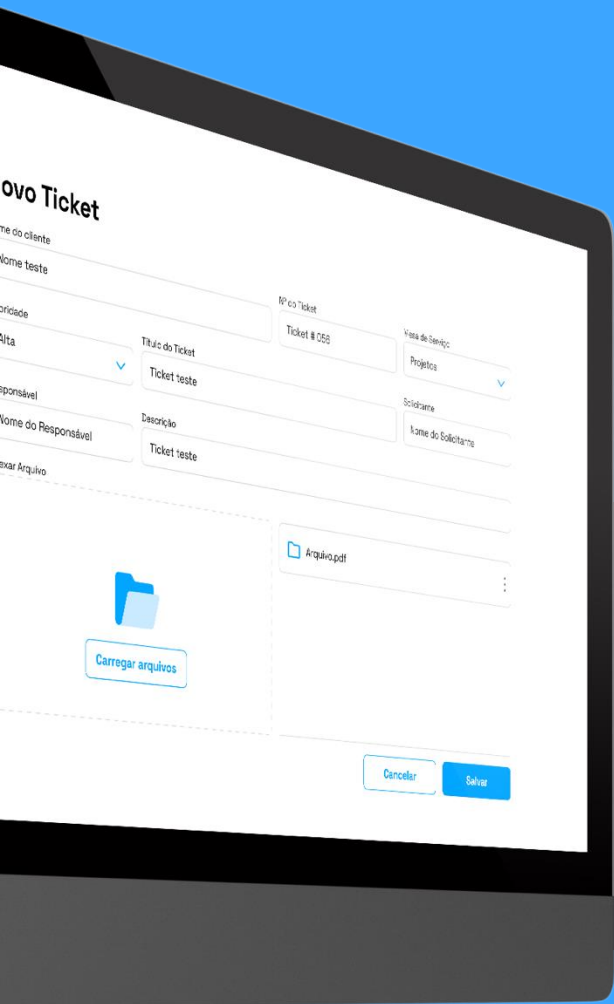 ovo Ticket
me do cliente
Nome teste
Nº do Ticket
Ticket # 056
Mesa de Serviço
Projetos
oridade
Alta
Título do Ticket
Ticket teste
Solicitante
Nome do Solicitante
sponsável
Nome do Responsável
Descrição
Ticket teste
exar Arquivo
Carregar arquivos
Arquivo.pdf
Cancelar
Salvar